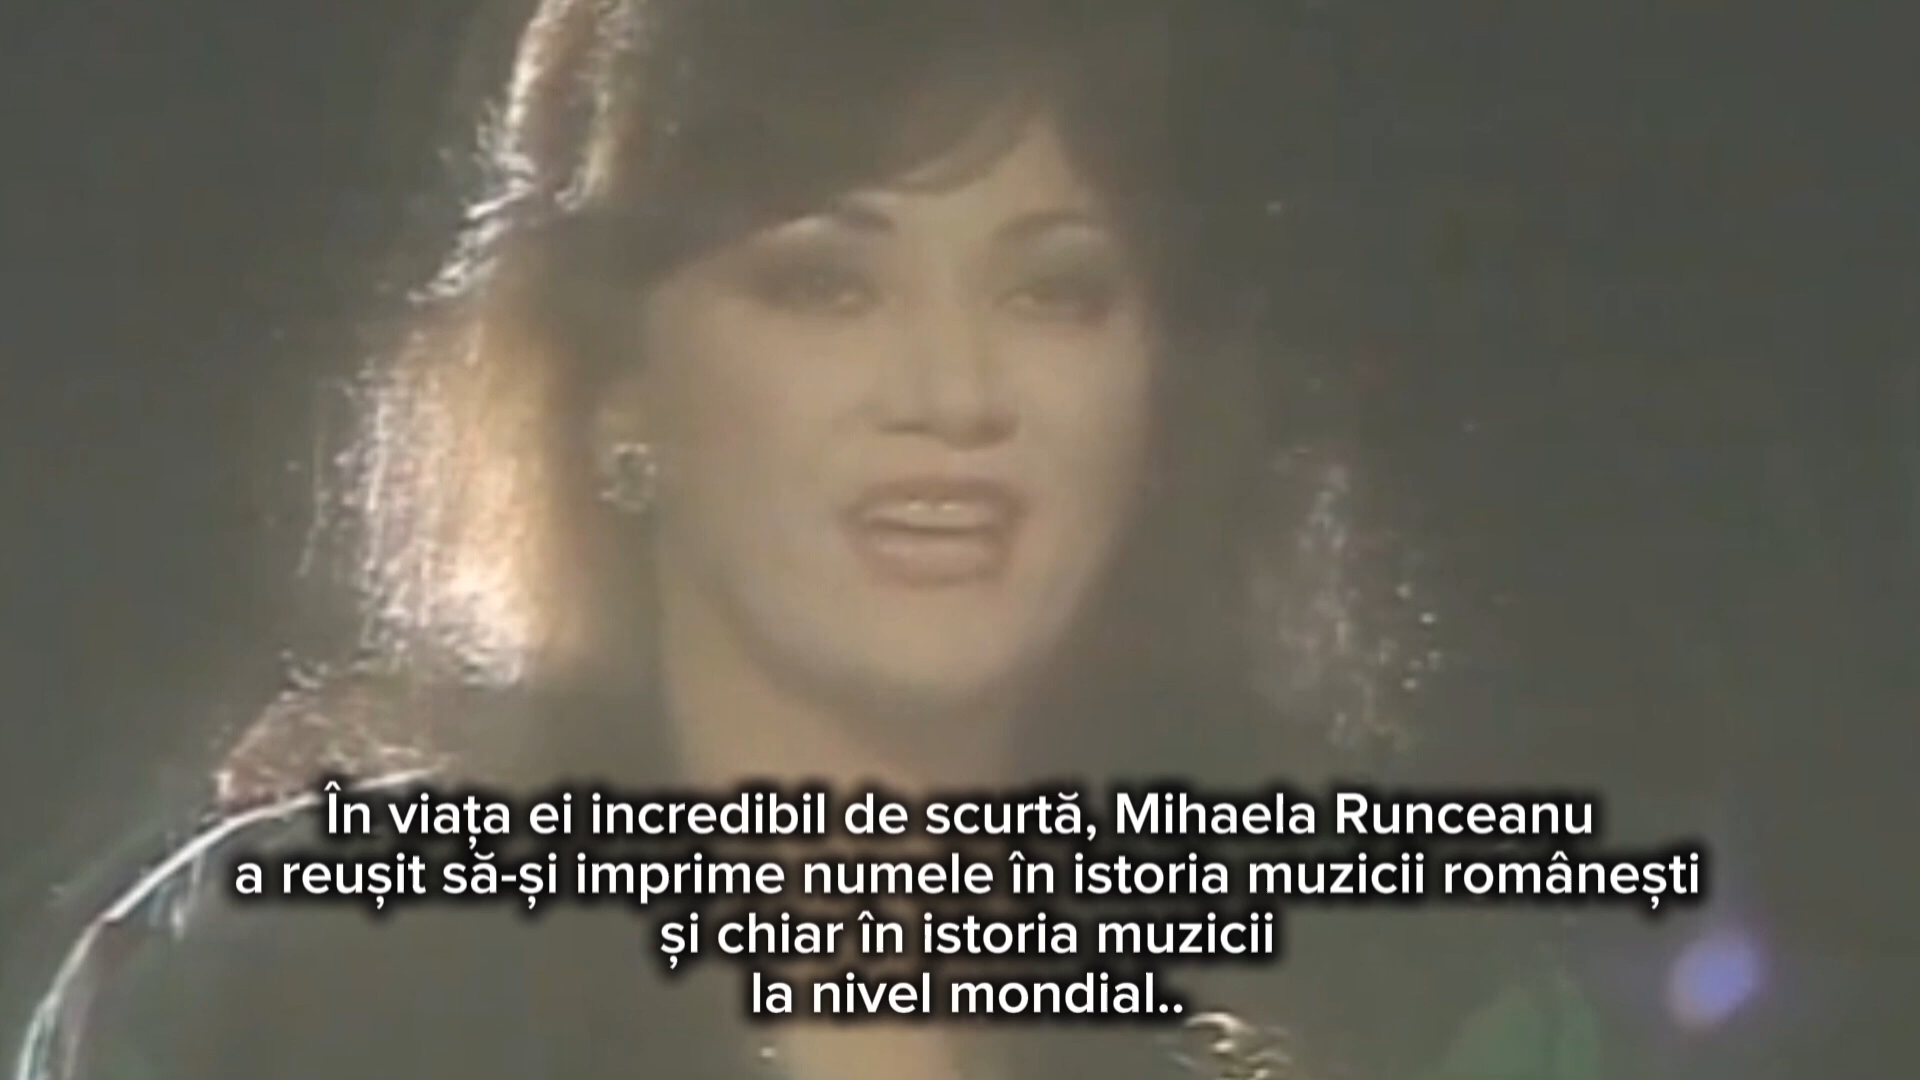 În viața ei incredibil de scurtă, Mihaela Runceanu
a reușit să-și imprime numele în istoria muzicii românești
și chiar în istoria muzicii
la nivel mondial..